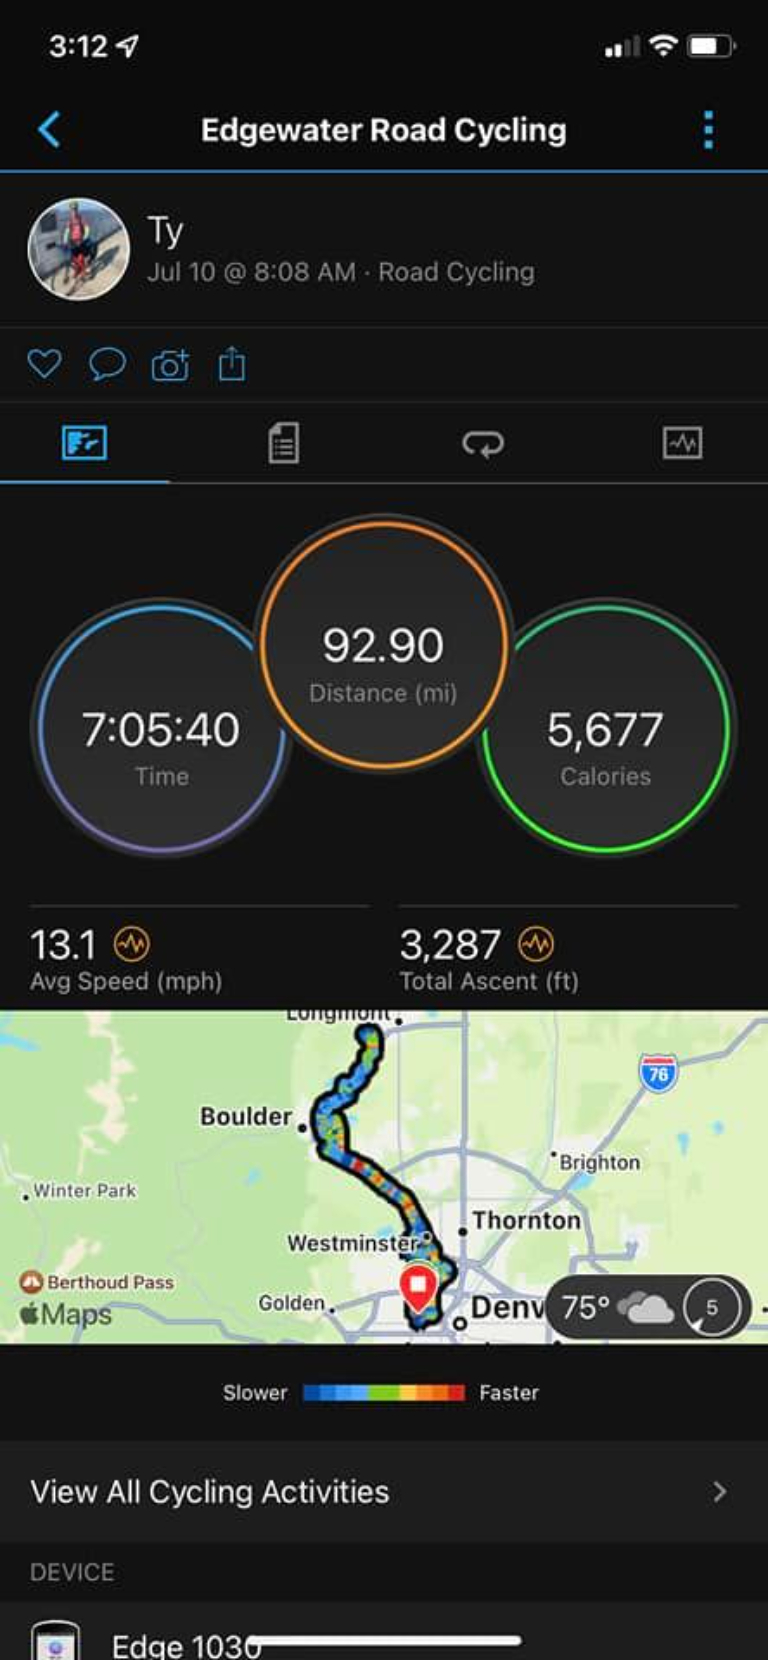 3:12
Edgewater Road Cycling
Ty
Jul 10 @ 8:08 AM · Road Cycling
92.90
Distance (mi)
7:05:40
Time
5,677
Calories
13.1
Avg Speed (mph)
3,287
Total Ascent (ft)
Longmont
76
Boulder
Brighton
Winter Park
Thornton
Westminster
Berthoud Pass
Maps
Golden
Denv
75°
5
Slower
Faster
View All Cycling Activities
DEVICE
Edge 1030